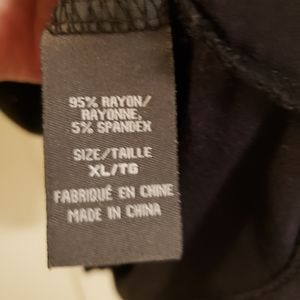 95% RAYON/
RAYONNE,
5% SPANDEX
SIZE/TAILLE
XL/TG
FABRIQUÉ EN CHINE
MADE IN CHINA